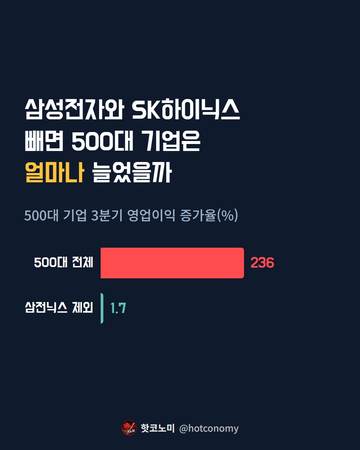 삼성전자와 SK하이닉스
빼면 500대 기업은
얼마나 늘었을까
500대 기업 3분기 영업이익 증가율(%)
500대 전체 236
삼전닉스 제외 1.7
핫코노미 @hotconomy